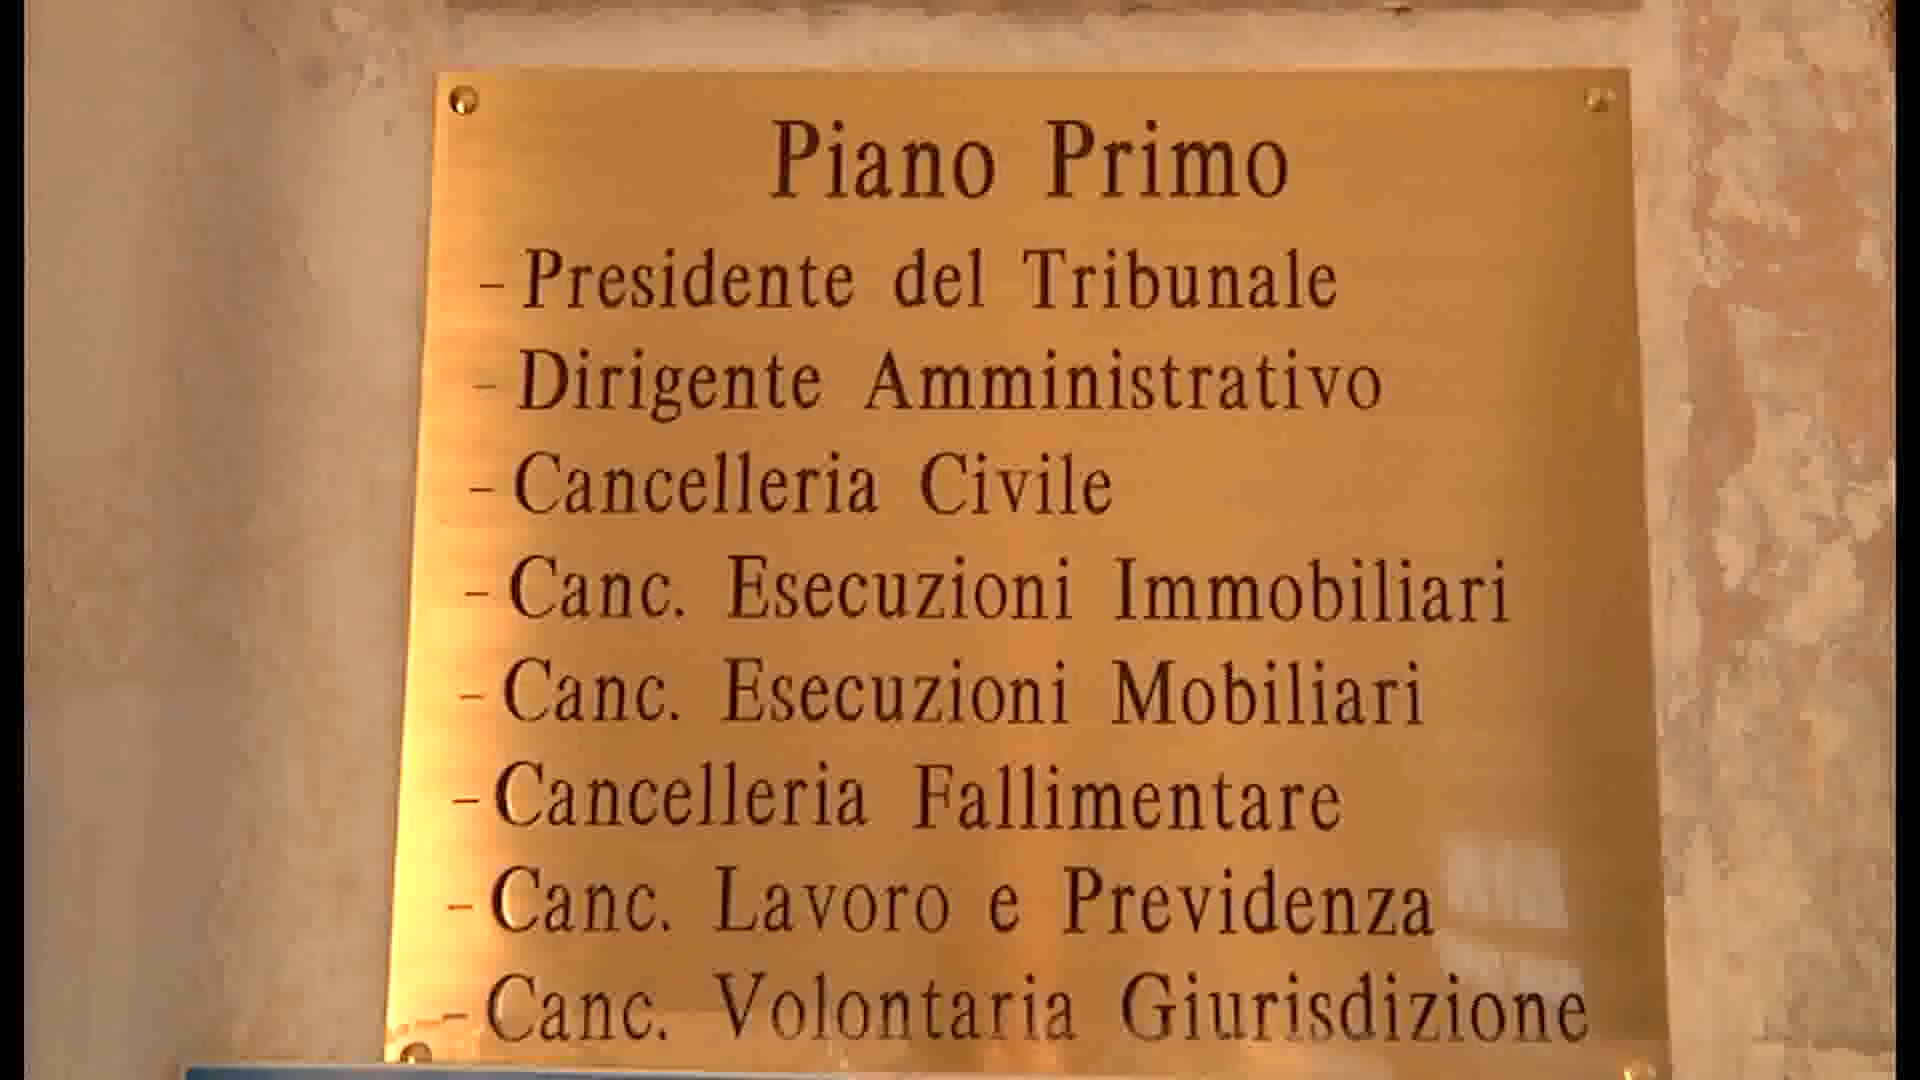 Piano Primo
- Presidente del Tribunale
- Dirigente Amministrativo
- Cancelleria Civile
- Canc. Esecuzioni Immobiliari
- Canc. Esecuzioni Mobiliari
- Cancelleria Fallimentare
- Canc. Lavoro e Previdenza
- Canc. Volontaria Giurisdizione